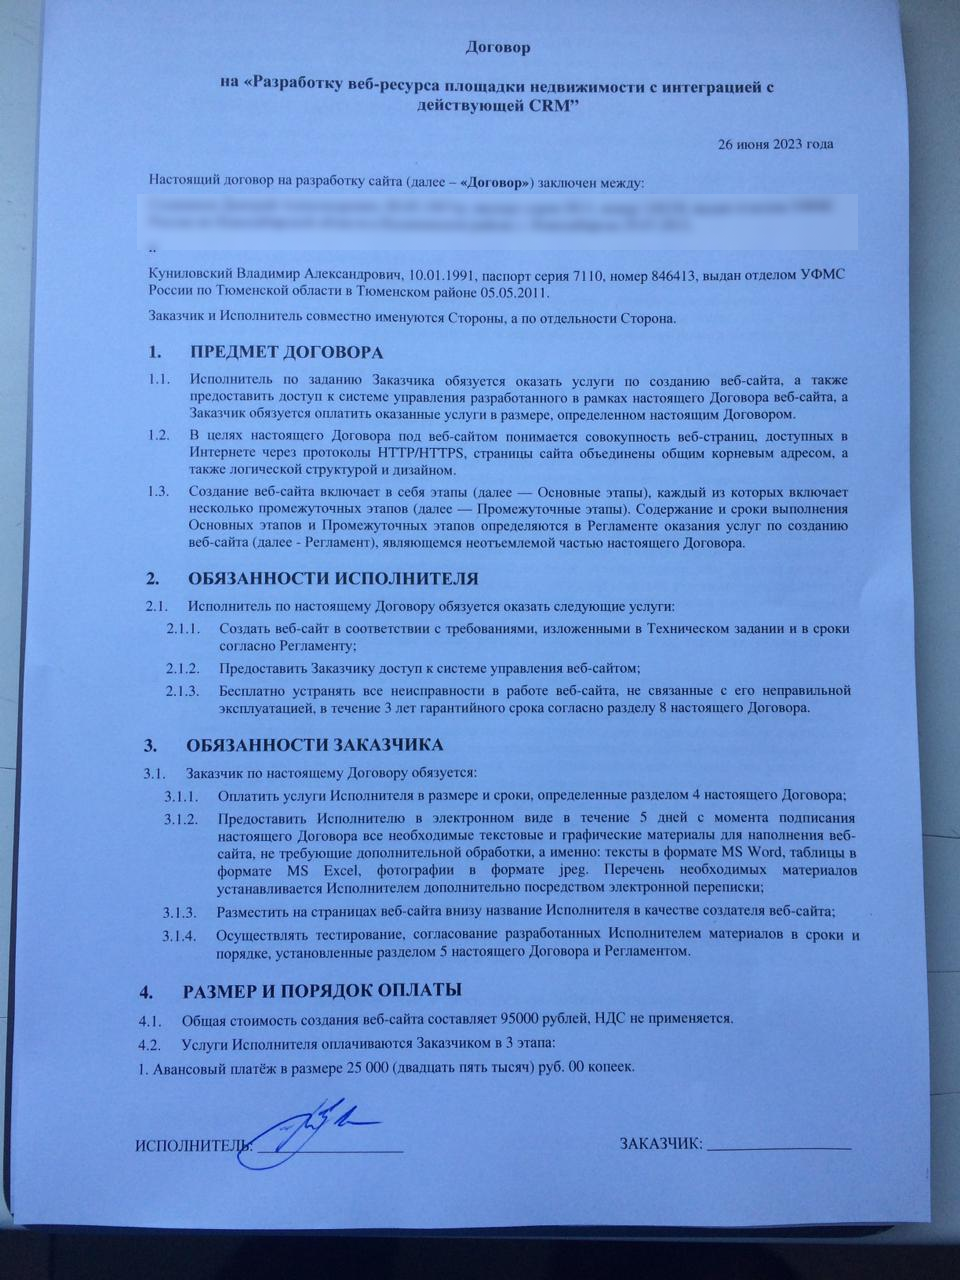 Договор
на «Разработку веб-ресурса площадки недвижимости с интеграцией с
действующей CRM”
26 июня 2023 года
Настоящий договор на разработку сайта (далее – «Договор») заключен между:
Куниловский Владимир Александрович, 10.01.1991, паспорт серия 7110, номер 846413, выдан отделом УФМС
России по Тюменской области в Тюменском районе 05.05.2011.
Заказчик и Исполнитель совместно именуются Стороны, а по отдельности Сторона.
1. ПРЕДМЕТ ДОГОВОРА
1.1. Исполнитель по заданию Заказчика обязуется оказать услуги по созданию веб-сайта, а также
предоставить доступ к системе управления разработанного в рамках настоящего Договора веб-сайта, а
Заказчик обязуется оплатить оказанные услуги в размере, определенном настоящим Договором.
1.2. В целях настоящего Договора под веб-сайтом понимается совокупность веб-страниц, доступных в
Интернете через протоколы HTTP/HTTPS, страницы сайта объединены общим корневым адресом, а
также логической структурой и дизайном.
1.3. Создание веб-сайта включает в себя этапы (далее — Основные этапы), каждый из которых включает
несколько промежуточных этапов (далее — Промежуточные этапы). Содержание и сроки выполнения
Основных этапов и Промежуточных этапов определяются в Регламенте оказания услуг по созданию
веб-сайта (далее - Регламент), являющемся неотъемлемой частью настоящего Договора.
2. ОБЯЗАННОСТИ ИСПОЛНИТЕЛЯ
2.1. Исполнитель по настоящему Договору обязуется оказать следующие услуги:
2.1.1. Создать веб-сайт в соответствии с требованиями, изложенными в Техническом задании и в сроки
согласно Регламенту;
2.1.2. Предоставить Заказчику доступ к системе управления веб-сайтом;
2.1.3. Бесплатно устранять все неисправности в работе веб-сайта, не связанные с его неправильной
эксплуатацией, в течение 3 лет гарантийного срока согласно разделу 8 настоящего Договора.
3. ОБЯЗАННОСТИ ЗАКАЗЧИКА
3.1. Заказчик по настоящему Договору обязуется:
3.1.1. Оплатить услуги Исполнителя в размере и сроки, определенные разделом 4 настоящего Договора;
3.1.2. Предоставить Исполнителю в электронном виде в течение 5 дней с момента подписания
настоящего Договора все необходимые текстовые и графические материалы для наполнения веб-
сайта, не требующие дополнительной обработки, а именно: тексты в формате MS Word, таблицы в
формате MS Excel, фотографии в формате jpeg. Перечень необходимых материалов
устанавливается Исполнителем дополнительно посредством электронной переписки;
3.1.3. Разместить на страницах веб-сайта внизу название Исполнителя в качестве создателя веб-сайта;
3.1.4. Осуществлять тестирование, согласование разработанных Исполнителем материалов в сроки и
порядке, установленные разделом 5 настоящего Договора и Регламентом.
4. РАЗМЕР И ПОРЯДОК ОПЛАТЫ
4.1. Общая стоимость создания веб-сайта составляет 95000 рублей, НДС не применяется.
4.2. Услуги Исполнителя оплачиваются Заказчиком в 3 этапа:
1. Авансовый платёж в размере 25 000 (двадцать пять тысяч) руб. 00 копеек.
ИСПОЛНИТЕЛЬ: ЗАКАЗЧИК: